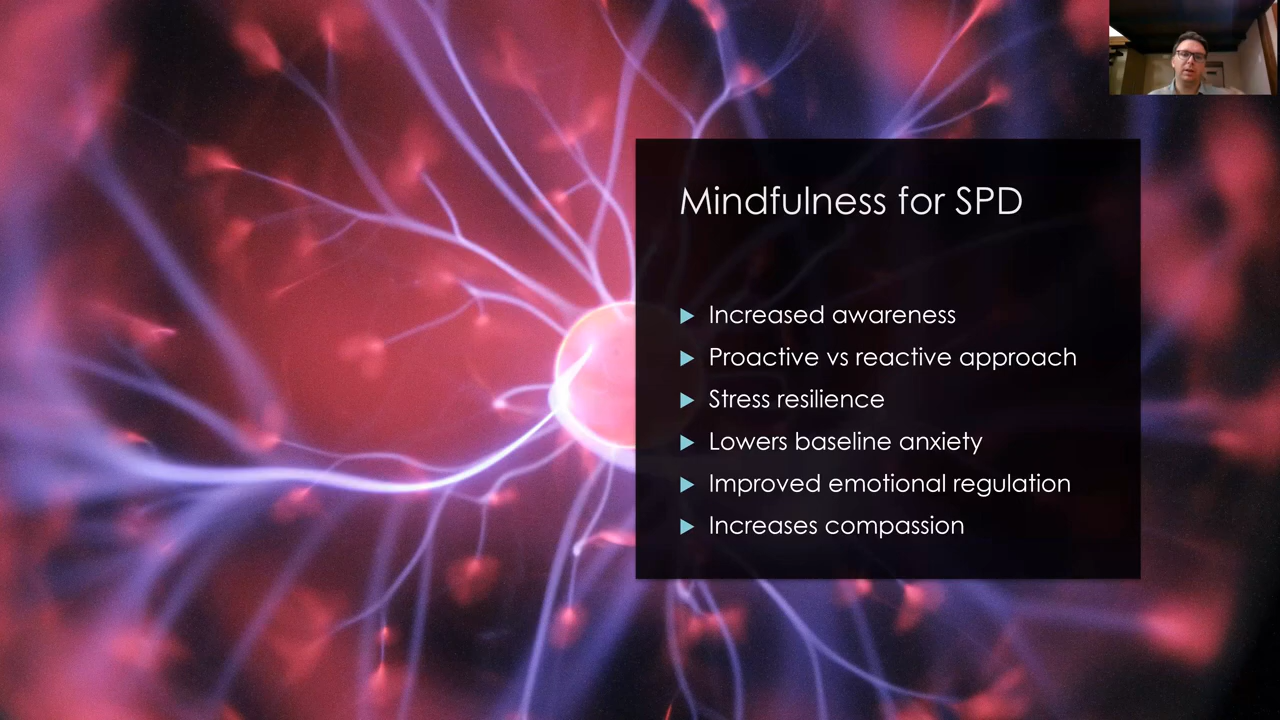 Mindfulness for SPD
Increased awareness
Proactive vs reactive approach
Stress resilience
Lowers baseline anxiety
Improved emotional regulation
Increases compassion